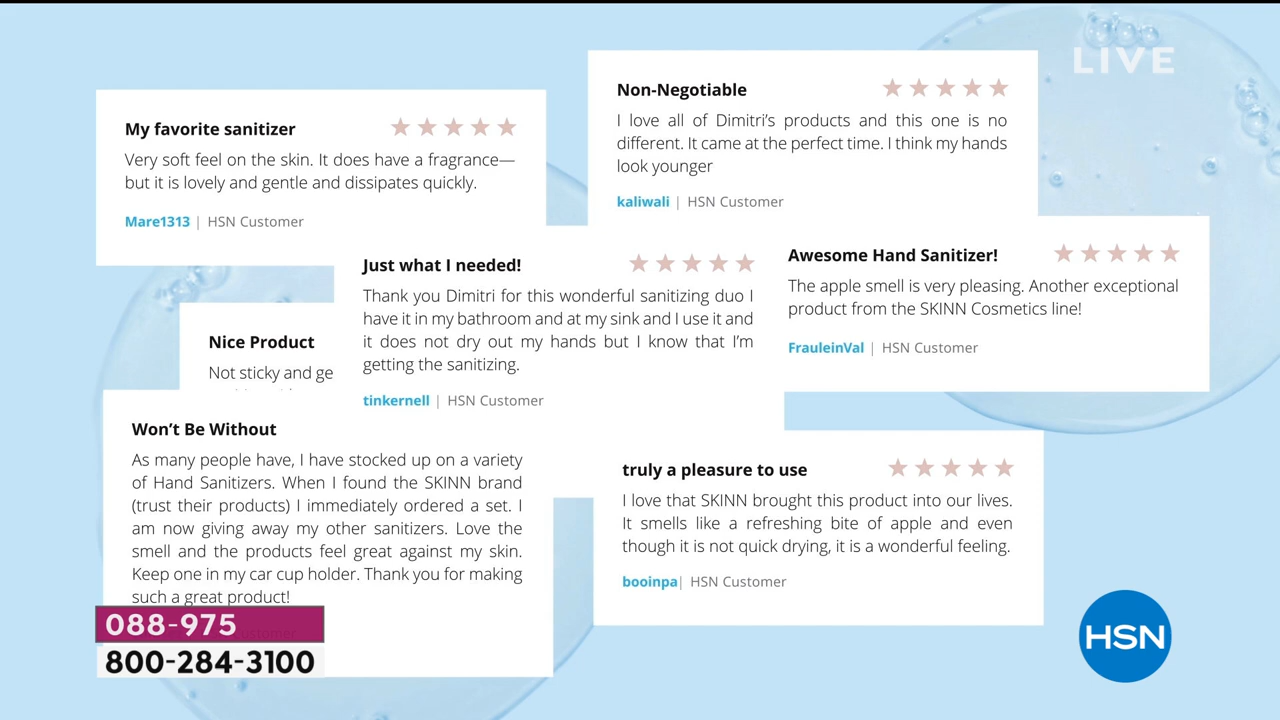 LIVE
My favorite sanitizer
Very soft feel on the skin. It does have a fragrance—
but it is lovely and gentle and dissipates quickly.
Mare1313 | HSN Customer
Non-Negotiable
I love all of Dimitri's products and this one is no
different. It came at the perfect time. I think my hands
look younger
kaliwali | HSN Customer
Just what I needed!
Thank you Dimitri for this wonderful sanitizing duo I
have it in my bathroom and at my sink and I use it and
it does not dry out my hands but I know that I'm
getting the sanitizing.
tinkernell | HSN Customer
Awesome Hand Sanitizer!
The apple smell is very pleasing. Another exceptional
product from the SKINN Cosmetics line!
FrauleinVal | HSN Customer
Nice Product
Not sticky and ge
Won't Be Without
As many people have, I have stocked up on a variety
of Hand Sanitizers. When I found the SKINN brand
(trust their products) I immediately ordered a set. I
am now giving away my other sanitizers. Love the
smell and the products feel great against my skin.
Keep one in my car cup holder. Thank you for making
such a great product!
truly a pleasure to use
I love that SKINN brought this product into our lives.
It smells like a refreshing bite of apple and even
though it is not quick drying, it is a wonderful feeling.
booinpa| HSN Customer
088-975
800-284-3100
HSN